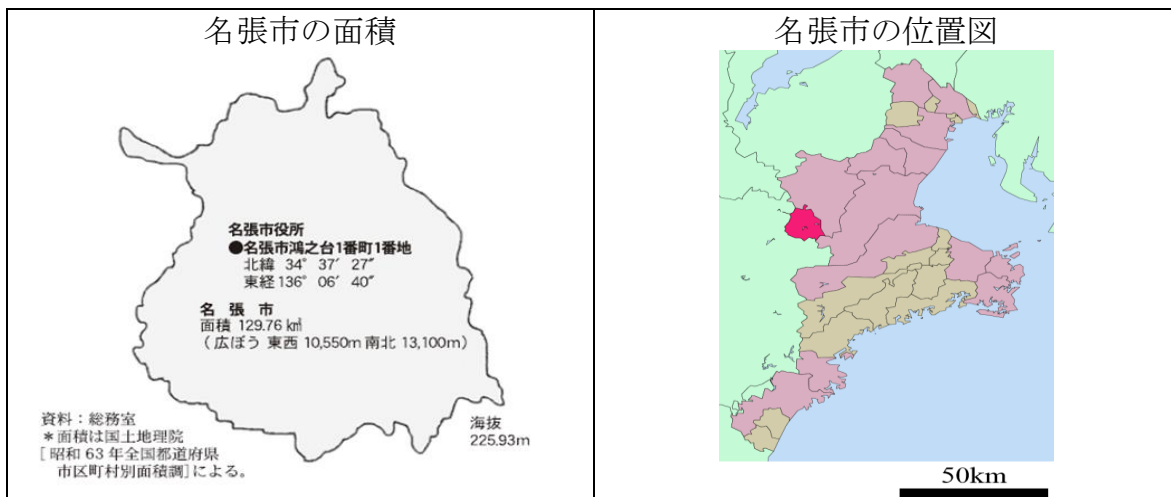 名張市の面積
名張市役所
●名張市鴻之台1番町1番地
北緯 34° 37′ 27″
東経 136° 06′ 40″
名 張 市
面積 129.76 ㎢
（ 広ぼう 東西 10,550m 南北 13,100m）
海抜
225.93m
資料：総務室
＊面積は国土地理院
[ 昭和 63 年全国都道府県
市区町村別面積調］による。
名張市の位置図
50km